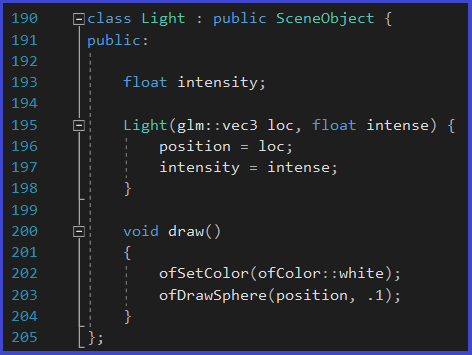 190 class Light : public SceneObject {
191 public:
192
193     float intensity;
194
195     Light(glm::vec3 loc, float intense) {
196         position = loc;
197         intensity = intense;
198     }
199
200     void draw()
201     {
202         ofSetColor(ofColor::white);
203         ofDrawSphere(position, .1);
204     }
205 };